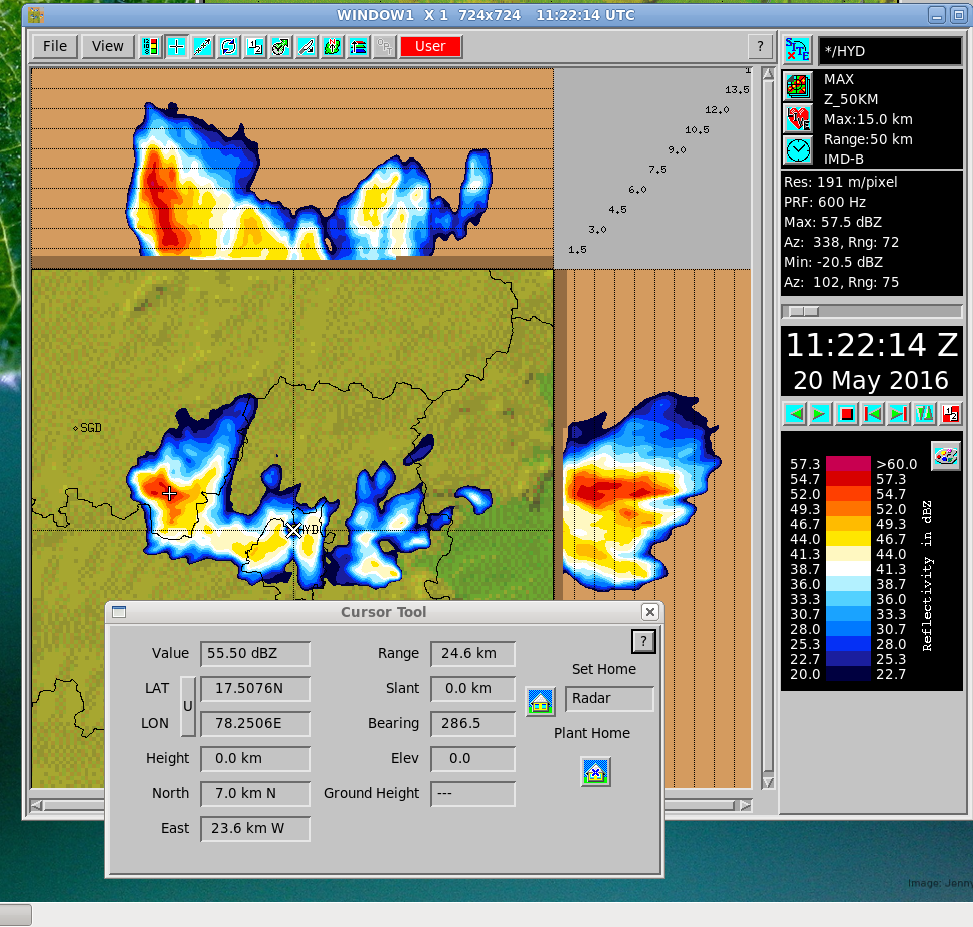 WINDOW1 X 1 724x724 11:22:14 UTC
File View User ?
*/HYD
MAX
Z_50KM
Max:15.0 km
Range:50 km
IMD-B
Res: 191 m/pixel
PRF: 600 Hz
Max: 57.5 dBZ
Az: 338, Rng: 72
Min: -20.5 dBZ
Az: 102, Rng: 75
13.5
12.0
10.5
9.0
7.5
6.0
4.5
3.0
1.5
11:22:14 Z
20 May 2016
SGD
HYD
57.3 >60.0
54.7 57.3
52.0 54.7
49.3 52.0
46.7 49.3
44.0 46.7
41.3 44.0
38.7 41.3
36.0 38.7
33.3 36.0
30.7 33.3
28.0 30.7
25.3 28.0
22.7 25.3
20.0 22.7
Reflectivity in dBZ
Cursor Tool
?
Value 55.50 dBZ Range 24.6 km
Set Home
LAT 17.5076N Slant 0.0 km
U
Radar
LON 78.2506E Bearing 286.5
Plant Home
Height 0.0 km Elev 0.0
North 7.0 km N Ground Height ---
East 23.6 km W